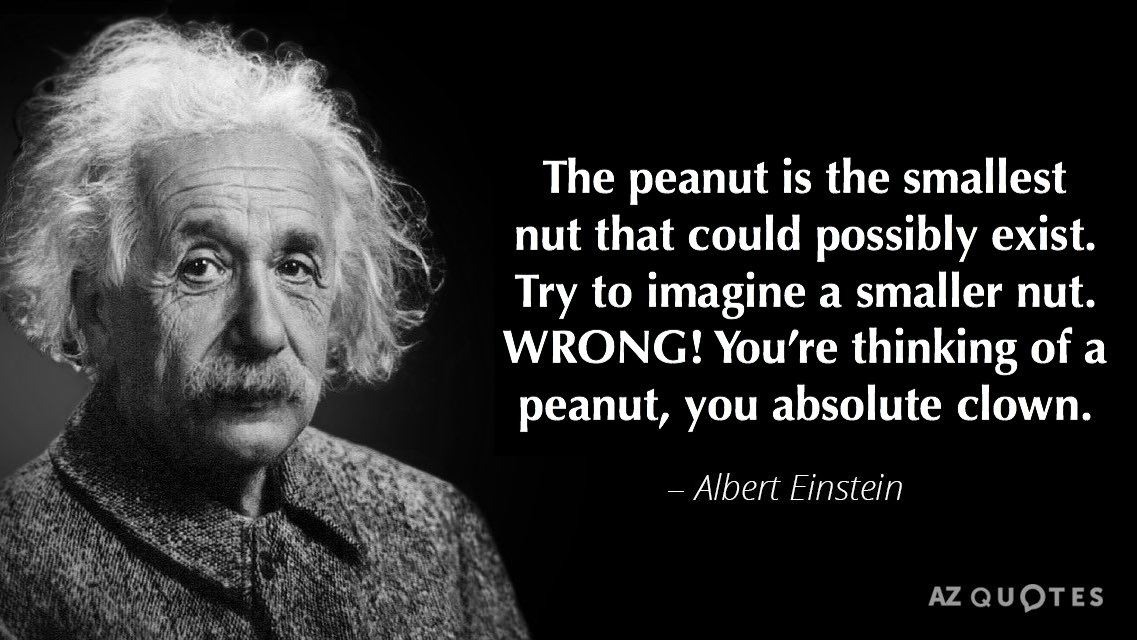 The peanut is the smallest
nut that could possibly exist.
Try to imagine a smaller nut.
WRONG! You’re thinking of a
peanut, you absolute clown.
– Albert Einstein
AZ QUOTES